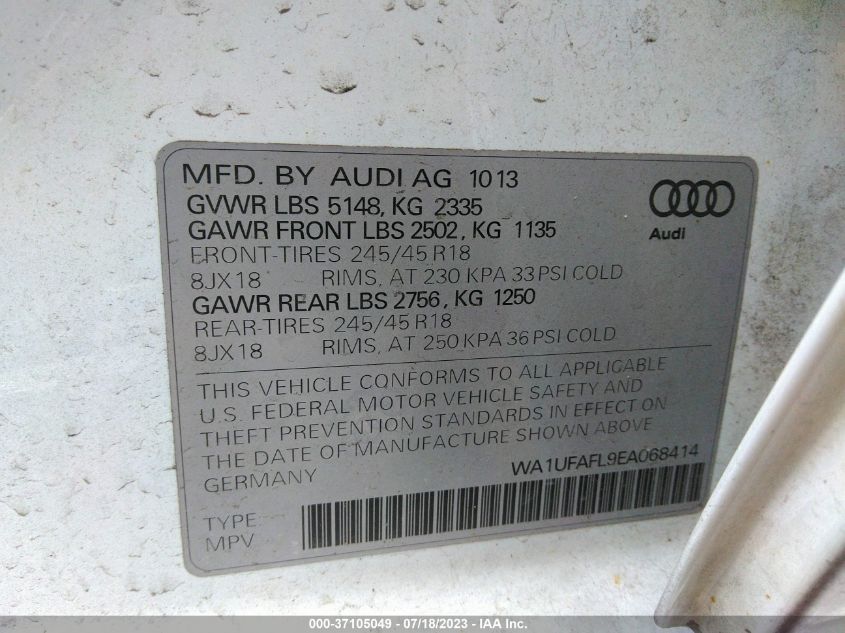 MFD. BY AUDI AG 10 13
GVWR LBS 5148, KG 2335
GAWR FRONT LBS 2502, KG 1135
FRONT-TIRES 245/45 R18
8JX18 RIMS, AT 230 KPA 33 PSI COLD
GAWR REAR LBS 2756, KG 1250
REAR-TIRES 245/45 R18
8JX18 RIMS, AT 250 KPA 36 PSI COLD
Audi
THIS VEHICLE CONFORMS TO ALL APPLICABLE
U.S. FEDERAL MOTOR VEHICLE SAFETY AND
THEFT PREVENTION STANDARDS IN EFFECT ON
THE DATE OF MANUFACTURE SHOWN ABOVE
GERMANY
WA1UFAFL9EA068414
TYPE:
MPV
000-37105049 - 07/18/2023 - IAA Inc.